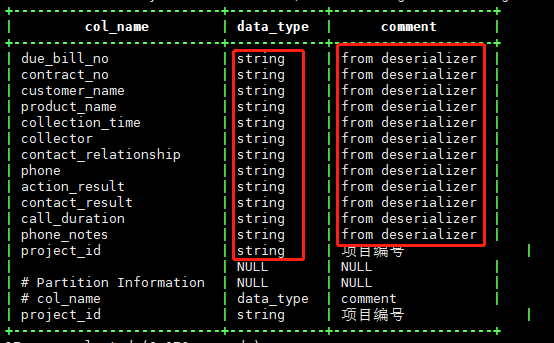 col_name | data_type | comment
due_bill_no | string | from deserializer
contract_no | string | from deserializer
customer_name | string | from deserializer
product_name | string | from deserializer
collection_time | string | from deserializer
collector | string | from deserializer
contact_relationship | string | from deserializer
phone | string | from deserializer
action_result | string | from deserializer
contact_result | string | from deserializer
call_duration | string | from deserializer
phone_notes | string | from deserializer
project_id | string | 项目编号 |
| NULL | NULL |
# Partition Information | NULL | NULL |
# col_name | data_type | comment |
project_id | string | 项目编号 |